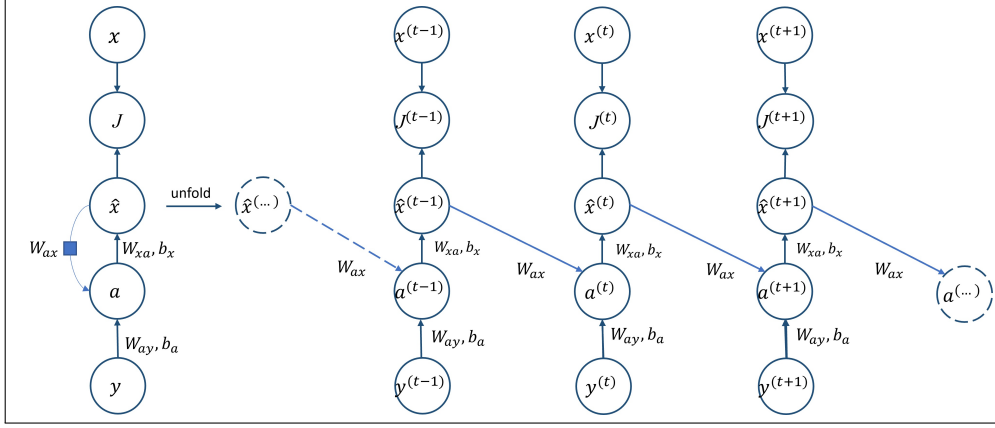 x
x^(t−1)
x^(t)
x^(t+1)
J
J^(t−1)
J^(t)
J^(t+1)
unfold
x̂
x̂^(…)
x̂^(t−1)
x̂^(t)
x̂^(t+1)
W_ax
W_xa, b_x
W_xa, b_x
W_xa, b_x
W_xa, b_x
W_ax
W_ax
W_ax
W_ax
a
a^(t−1)
a^(t)
a^(t+1)
a^(…)
W_ay, b_a
W_ay, b_a
W_ay, b_a
W_ay, b_a
y
y^(t−1)
y^(t)
y^(t+1)